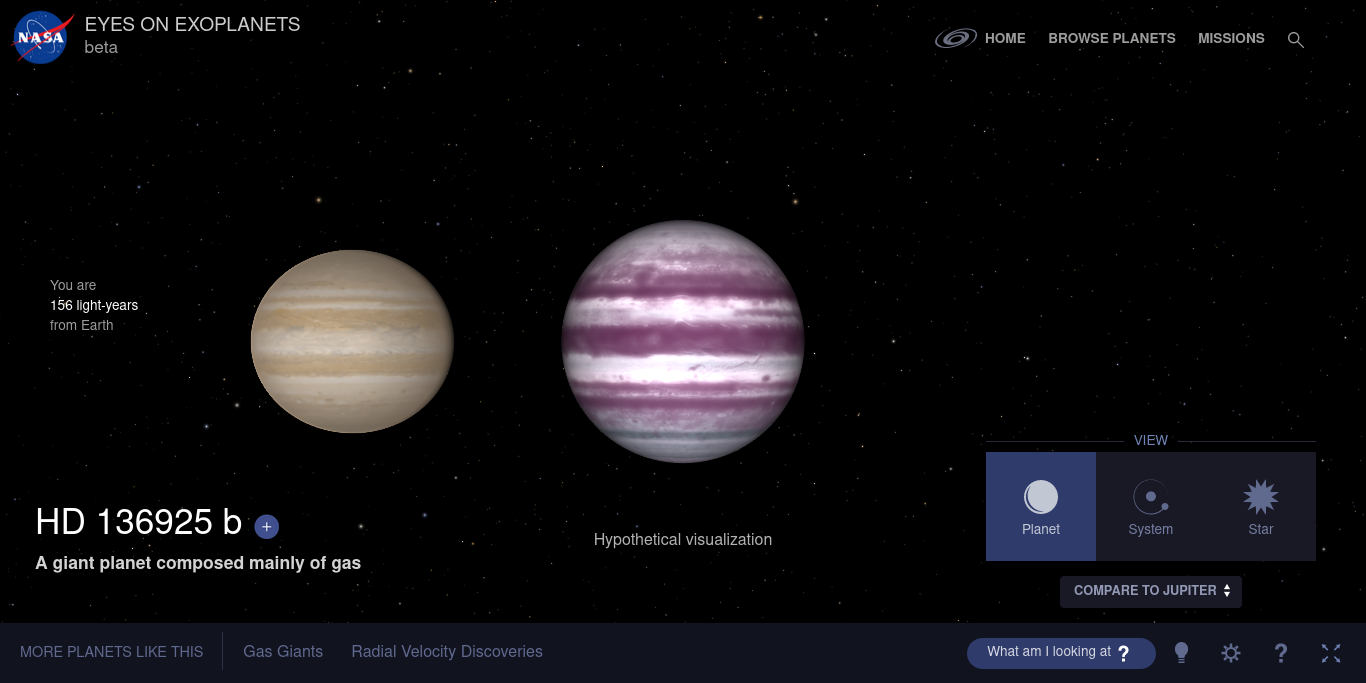 NASA
EYES ON EXOPLANETS
beta
HOME
BROWSE PLANETS
MISSIONS
You are
156 light-years
from Earth
HD 136925 b +
A giant planet composed mainly of gas
Hypothetical visualization
VIEW
Planet
System
Star
COMPARE TO JUPITER
MORE PLANETS LIKE THIS
Gas Giants
Radial Velocity Discoveries
What am I looking at ?
?